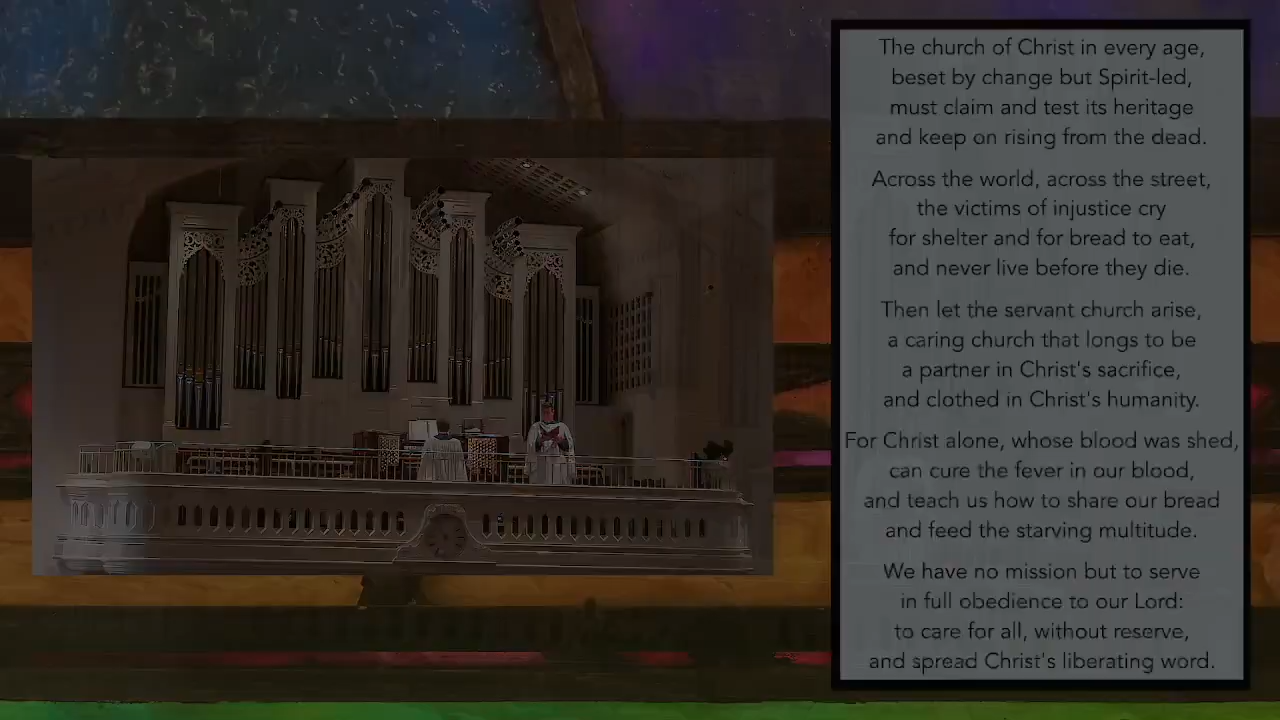 The church of Christ in every age,
beset by change but Spirit-led,
must claim and test its heritage
and keep on rising from the dead.
Across the world, across the street,
the victims of injustice cry
for shelter and for bread to eat,
and never live before they die.
Then let the servant church arise,
a caring church that longs to be
a partner in Christ's sacrifice,
and clothed in Christ's humanity.
For Christ alone, whose blood was shed,
can cure the fever in our blood,
and teach us how to share our bread
and feed the starving multitude.
We have no mission but to serve
in full obedience to our Lord:
to care for all, without reserve,
and spread Christ's liberating word.